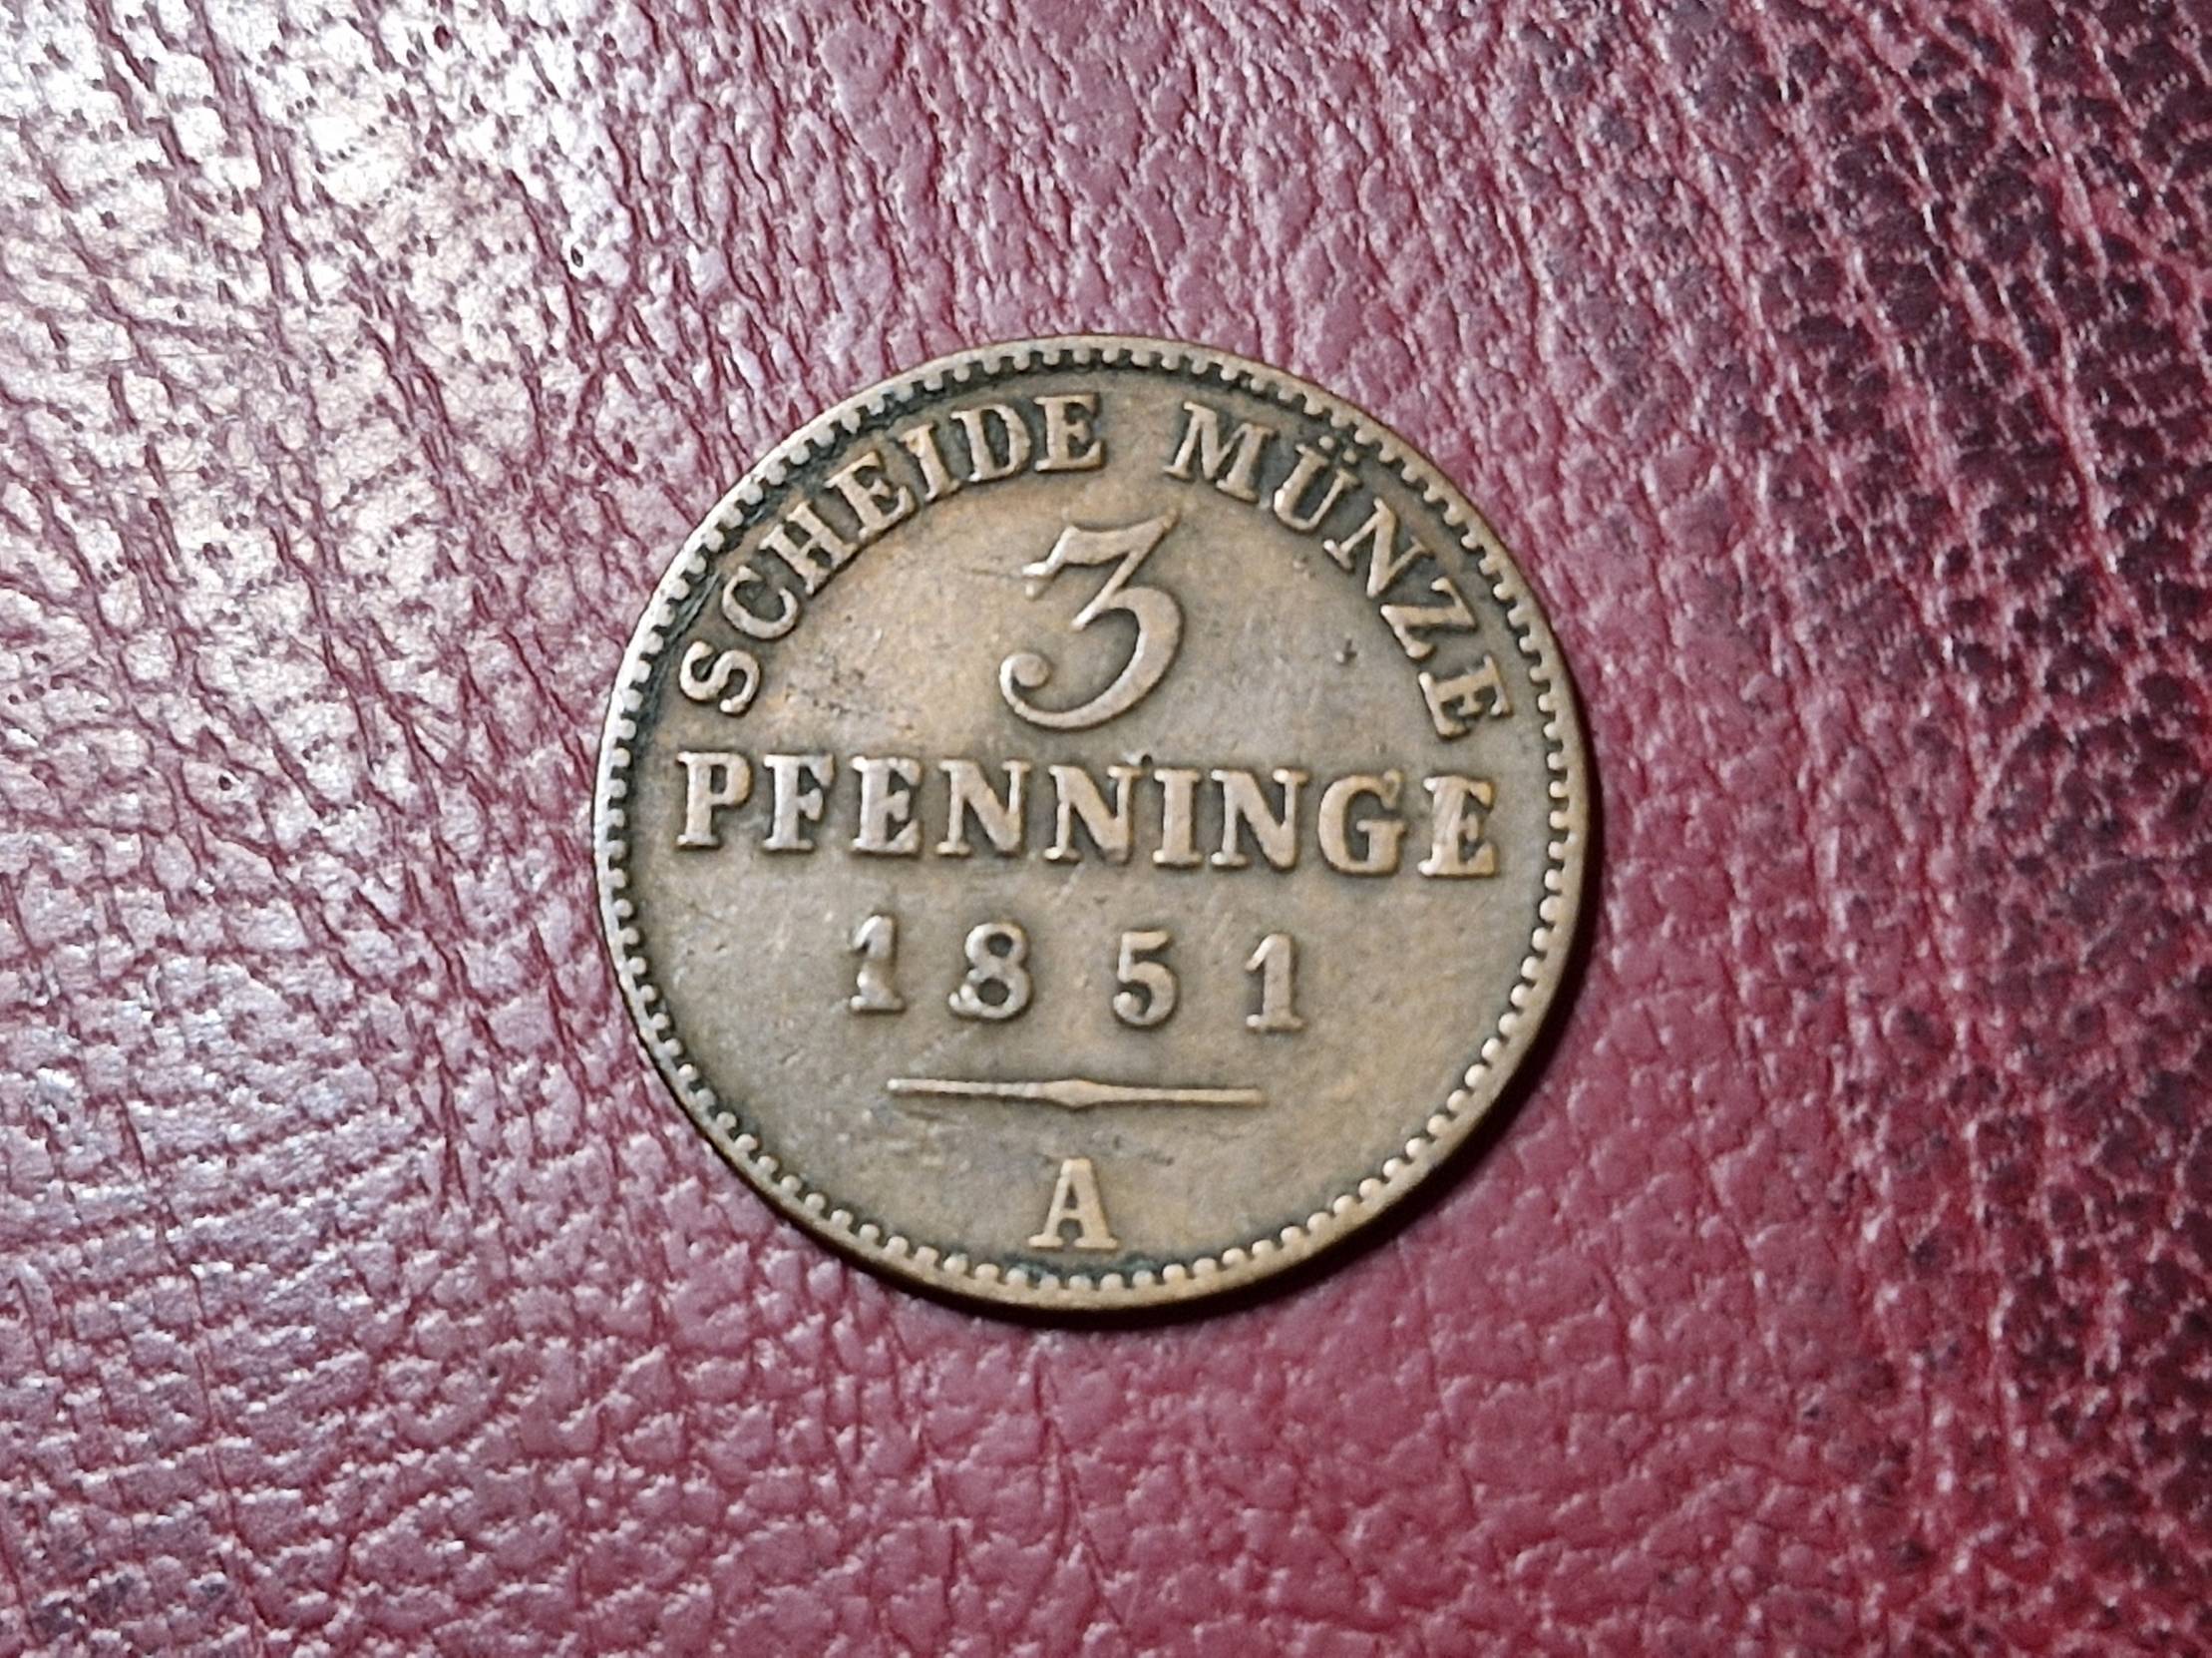 SCHEIDE MÜNZE
3
PFENNINGE
1851
A